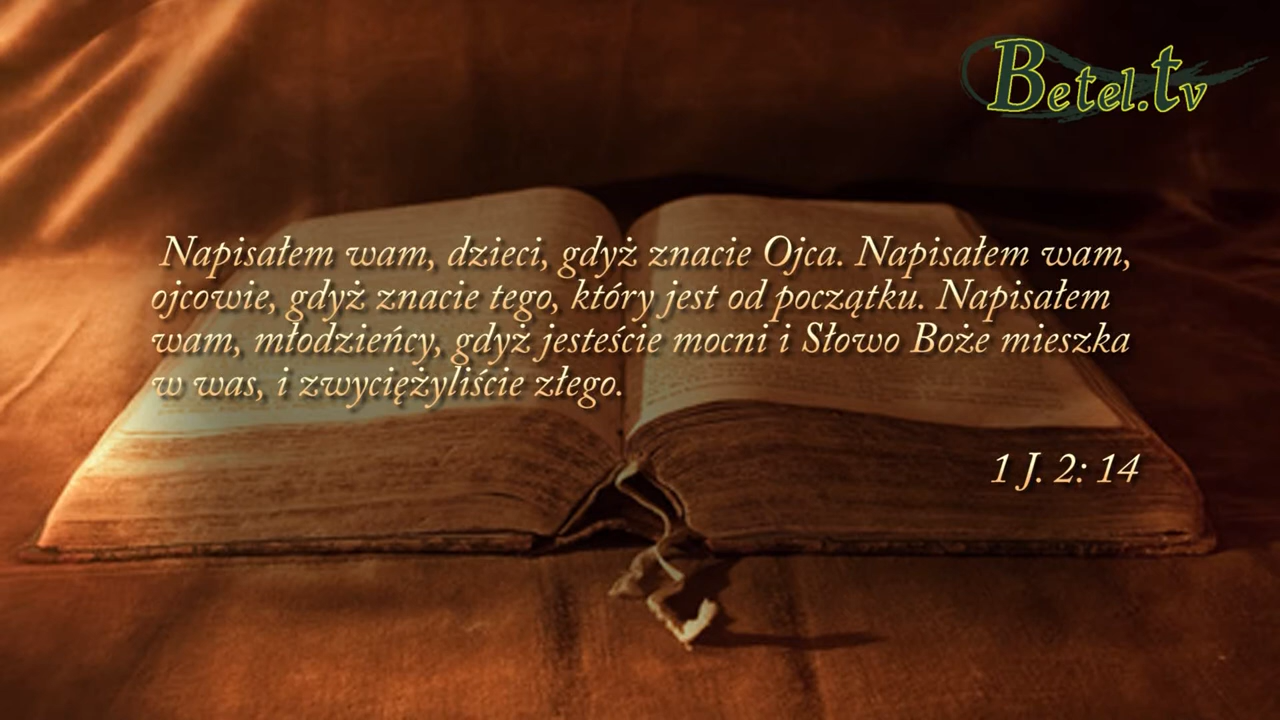 Betel.tv
Napisałem wam, dzieci, gdyż znacie Ojca. Napisałem wam,
ojcowie, gdyż znacie tego, który jest od początku. Napisałem
wam, młodzieńcy, gdyż jesteście mocni i Słowo Boże mieszka
w was, i zwyciężyliście złego.
1 J. 2: 14